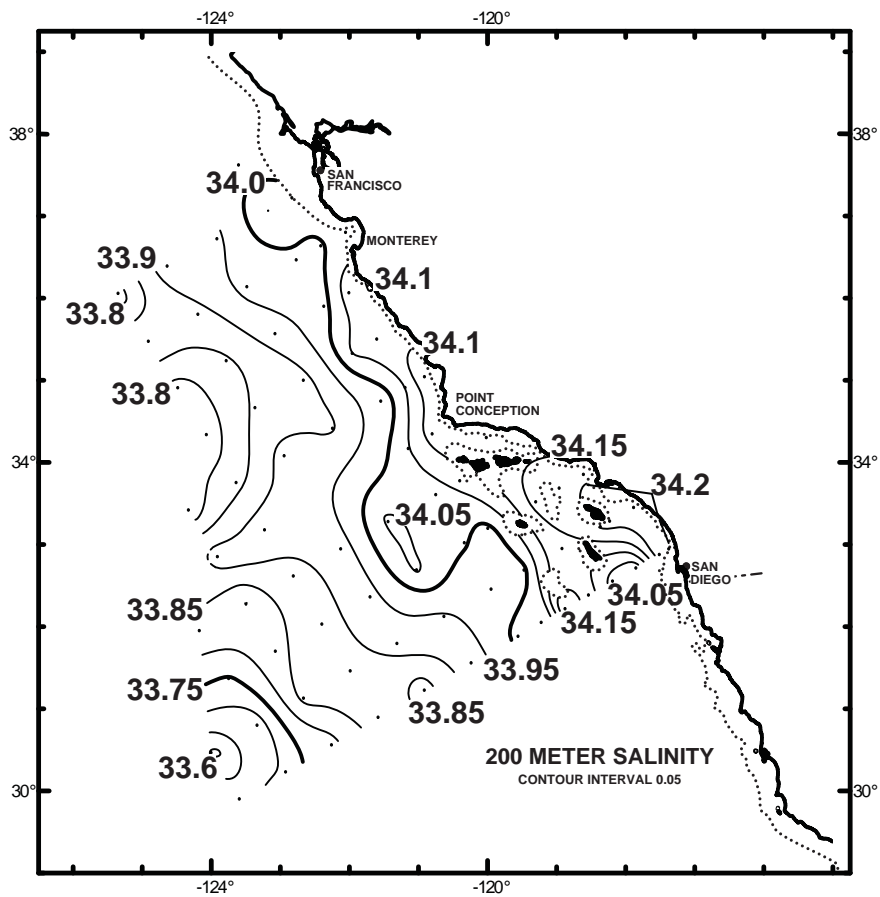 -124°
-120°
38°
SAN
FRANCISCO
34.0
MONTEREY
33.9
34.1
33.8
34.1
33.8
POINT
CONCEPTION
34.15
34°
34°
34.2
34.05
SAN
DIEGO
34.05
33.85
34.15
33.95
33.75
33.85
200 METER SALINITY
33.6
CONTOUR INTERVAL 0.05
30°
30°
-124°
-120°
38°